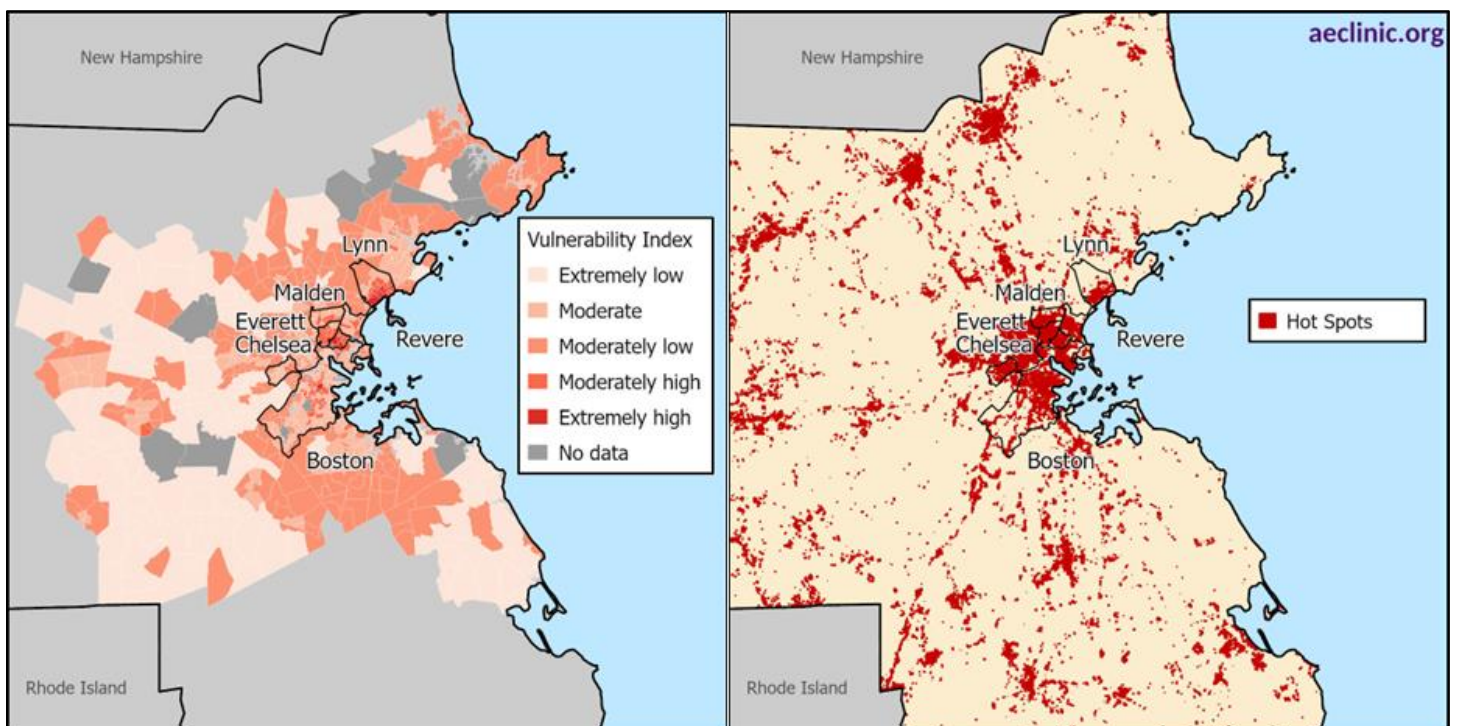 New Hampshire
Lynn
Malden
Everett
Chelsea
Revere
Boston
Rhode Island
Vulnerability Index
Extremely low
Moderate
Moderately low
Moderately high
Extremely high
No data
aeclinic.org
New Hampshire
Lynn
Malden
Everett
Chelsea
Revere
Boston
Rhode Island
Hot Spots